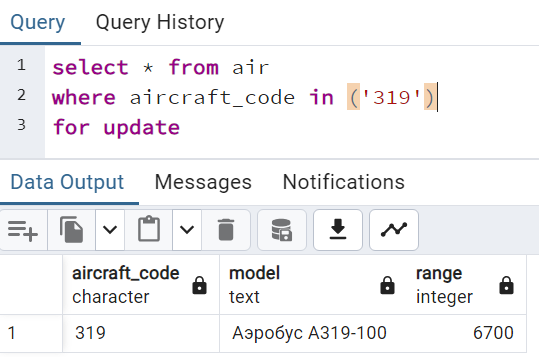 Query Query History
1 select * from air
2 where aircraft_code in ('319')
3 for update
Data Output Messages Notifications
aircraft_code model range
character text integer
1 319 Аэробус A319-100 6700